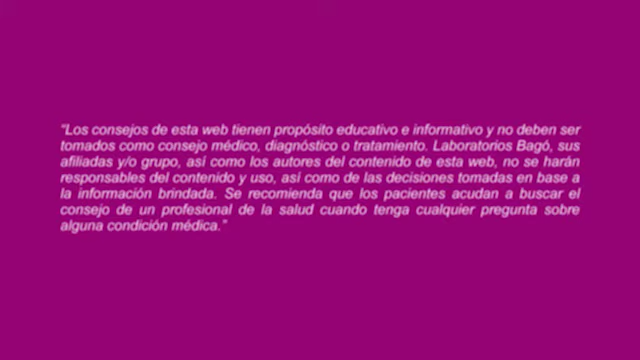 "Los consejos de esta web tienen propósito educativo e informativo y no deben ser
tomados como consejo médico, diagnóstico o tratamiento. Laboratorios Bagó, sus
afiliadas y/o grupo, así como los autores del contenido de esta web, no se harán
responsables del contenido y uso, así como de las decisiones tomadas en base a
la información brindada. Se recomienda que los pacientes acudan a buscar el
consejo de un profesional de la salud cuando tenga cualquier pregunta sobre
alguna condición médica."